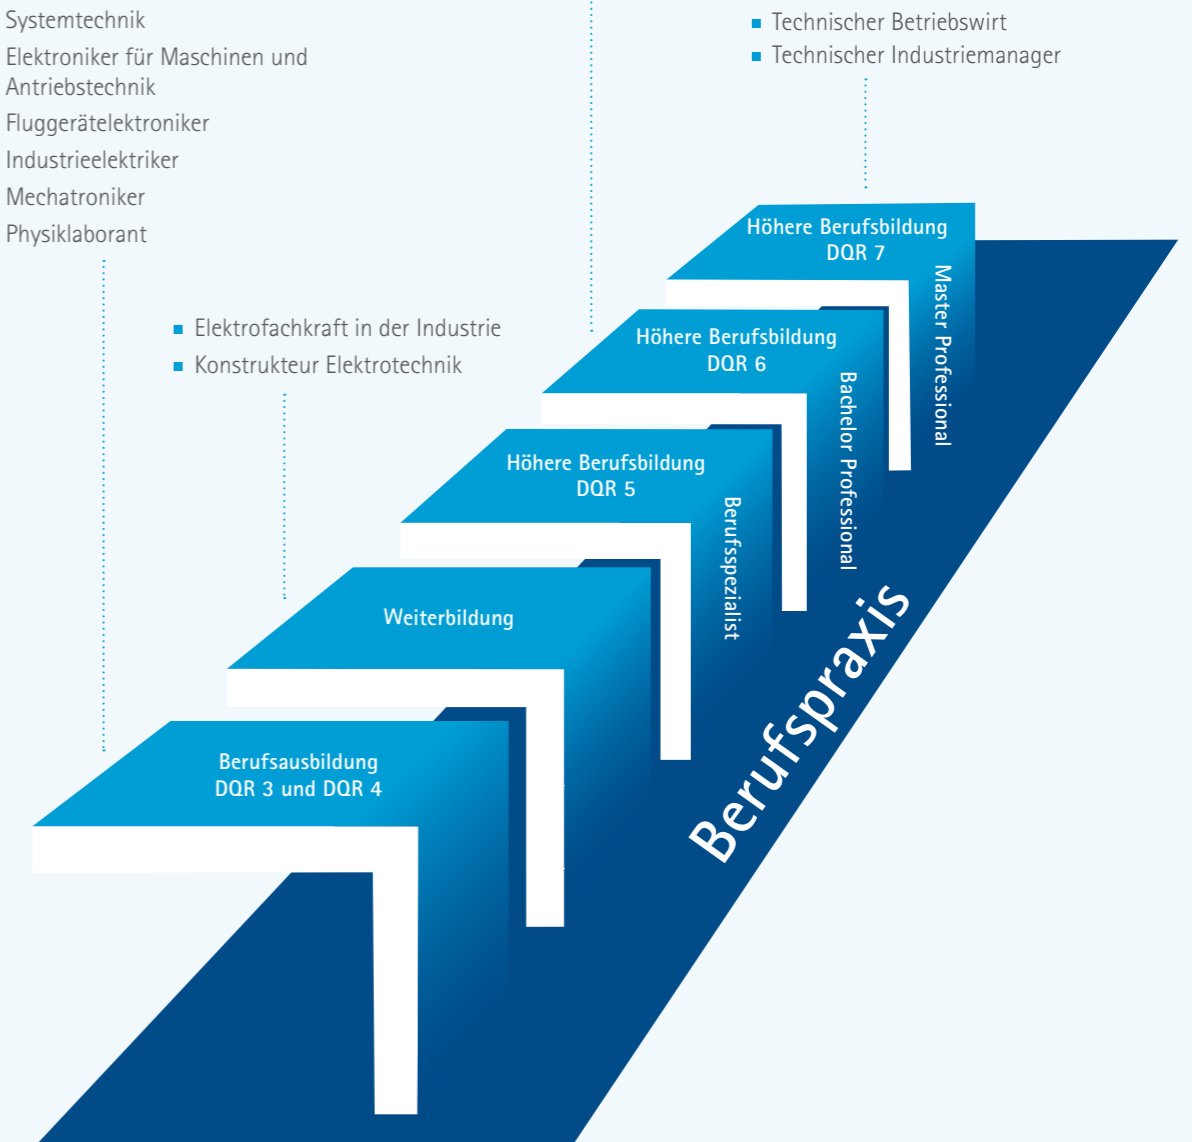 Systemtechnik
Elektroniker für Maschinen und
Antriebstechnik
Fluggerätelektroniker
Industrieelektriker
Mechatroniker
Physiklaborant
Technischer Betriebswirt
Technischer Industriemanager
Elektrofachkraft in der Industrie
Konstrukteur Elektrotechnik
Höhere Berufsbildung
DQR 7
Master Professional
Höhere Berufsbildung
DQR 6
Bachelor Professional
Höhere Berufsbildung
DQR 5
Berufsspezialist
Weiterbildung
Berufsausbildung
DQR 3 und DQR 4
Berufspraxis